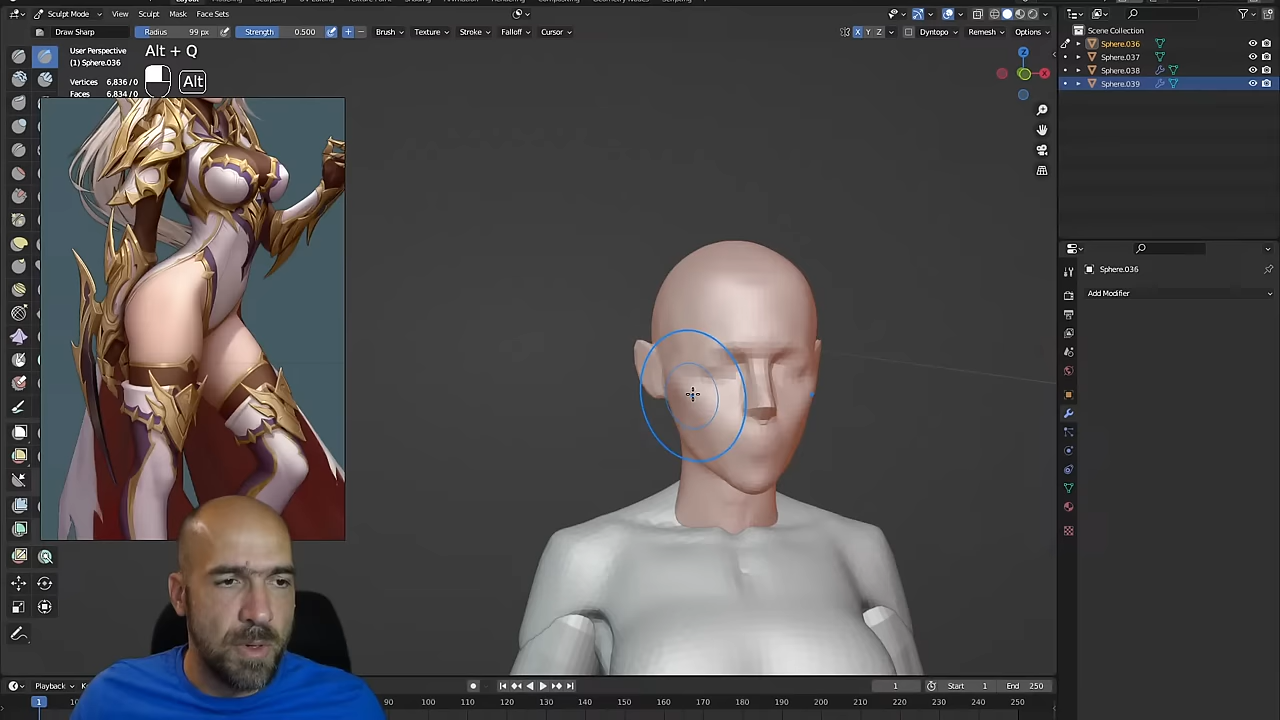 Sculpt Mode View Sculpt Mask Face Sets
Draw Sharp Radius 99 px Strength 0.500 Brush Texture Stroke Falloff Cursor X Y Z Dyntopo Remesh Options
Alt + Q
Alt
User Perspective
(1) Sphere.036
Vertices 6,836/0
Faces 6,834/0
Z
X
Scene Collection
Sphere.036
Sphere.037
Sphere.038
Sphere.039
Sphere.036
Add Modifier
Playback
1 Start 1 End 250
1 90 100 110 120 130 140 150 160 170 180 190 200 210 220 230 240 250